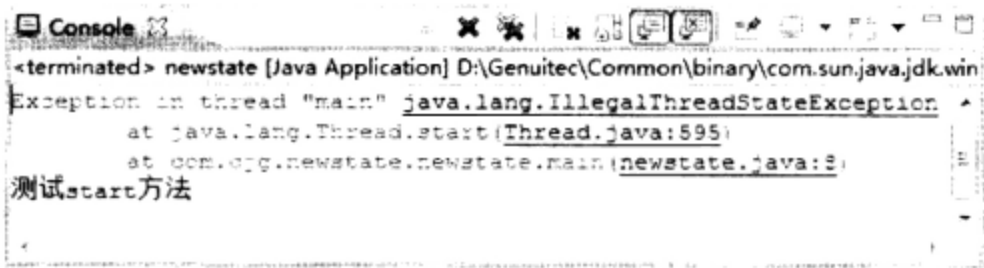 Console
<terminated> newstate [Java Application] D:\Genuitec\Common\binary\com.sun.java.jdk.win
Exception in thread "main" java.lang.IllegalThreadStateException
at java.lang.Thread.start(Thread.java:595)
at com.cjg.newstate.newstate.main(newstate.java:8)
测试start方法